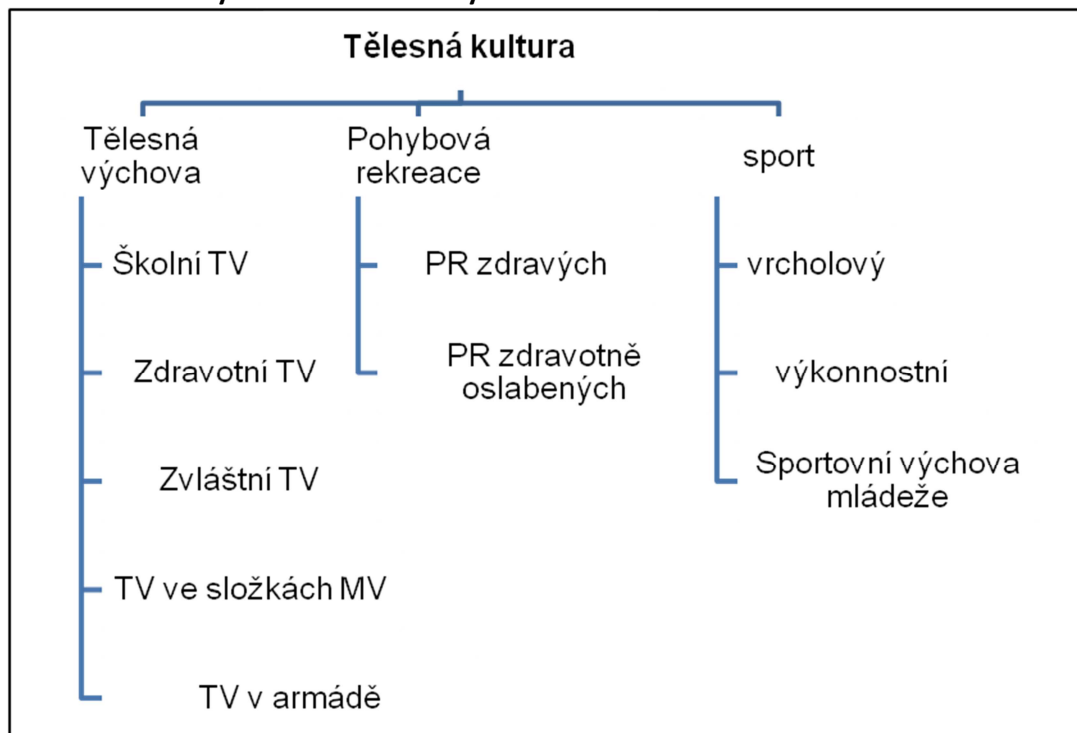 Tělesná kultura
Tělesná
výchova
Školní TV
Zdravotní TV
Zvláštní TV
TV ve složkách MV
TV v armádě
Pohybová
rekreace
PR zdravých
PR zdravotně
oslabených
sport
vrcholový
výkonnostní
Sportovní výchova
mládeže